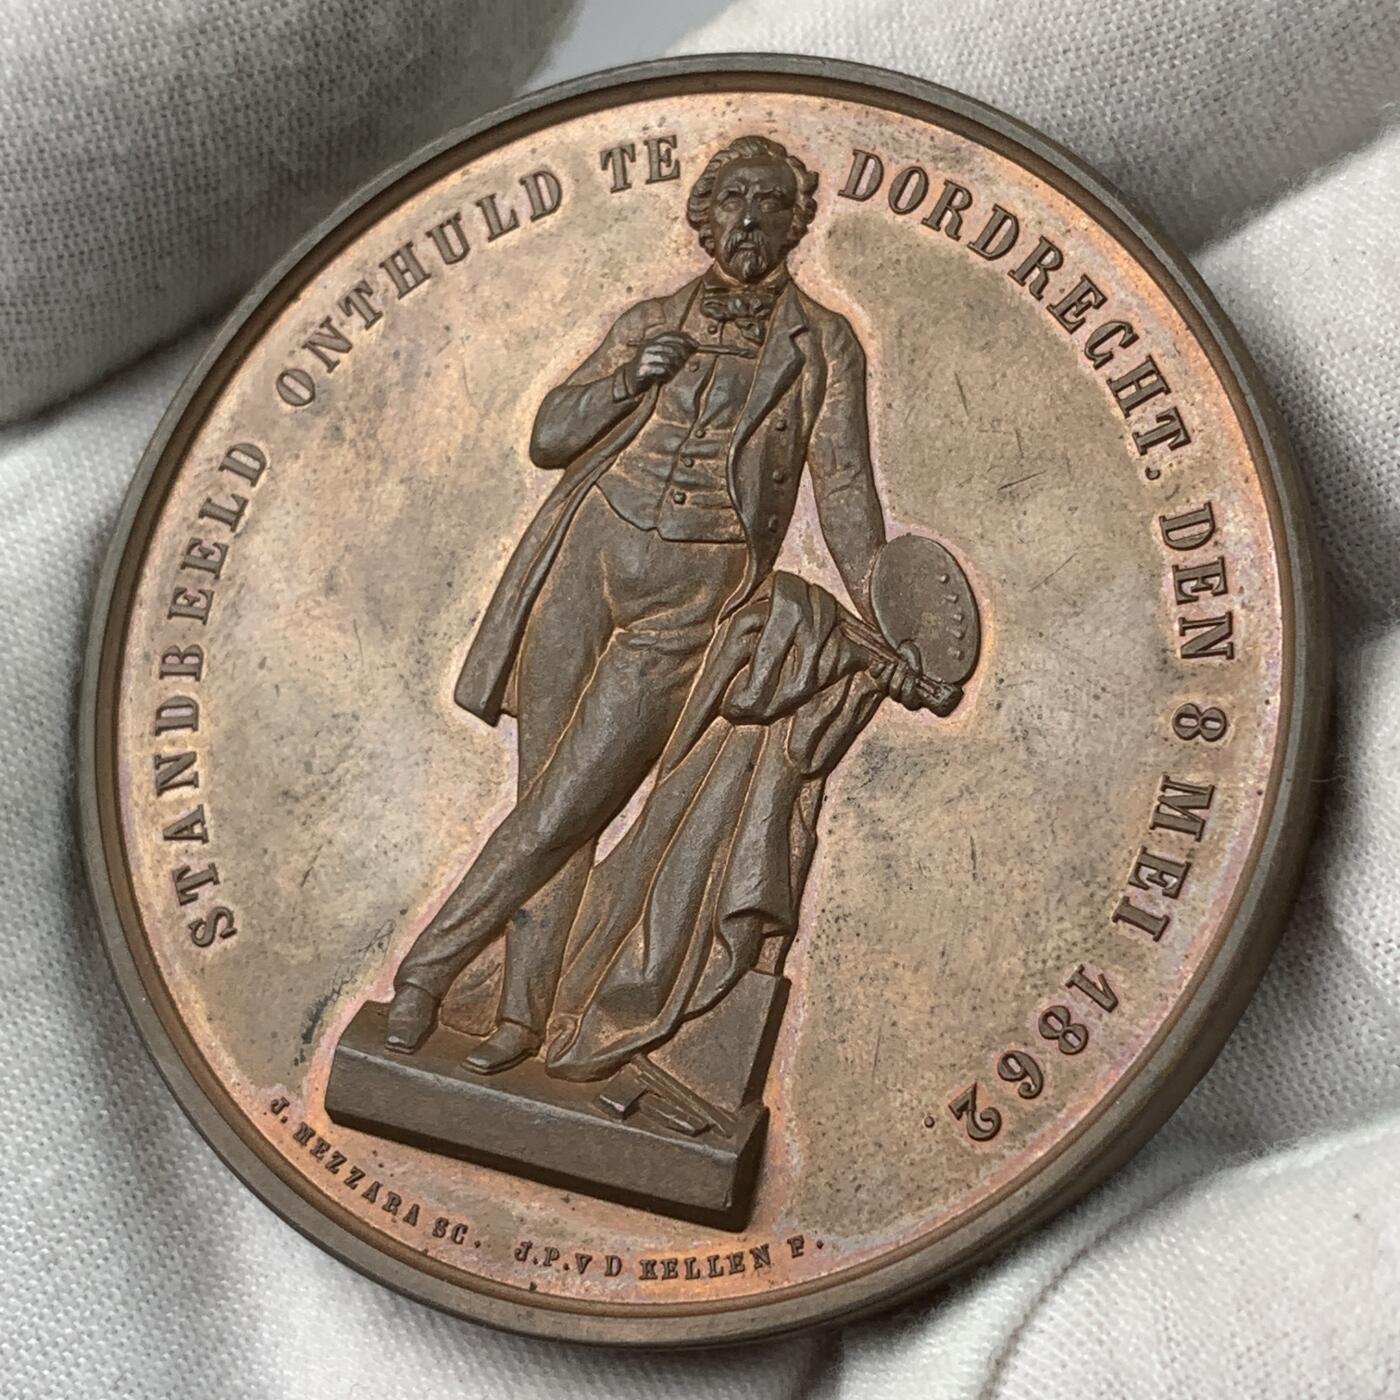 STANDBEELD ONTHULD TE DORDRECHT. DEN 8 MEI 1862.
J. MEZZARA SC. J.P.V D KELLEN F.